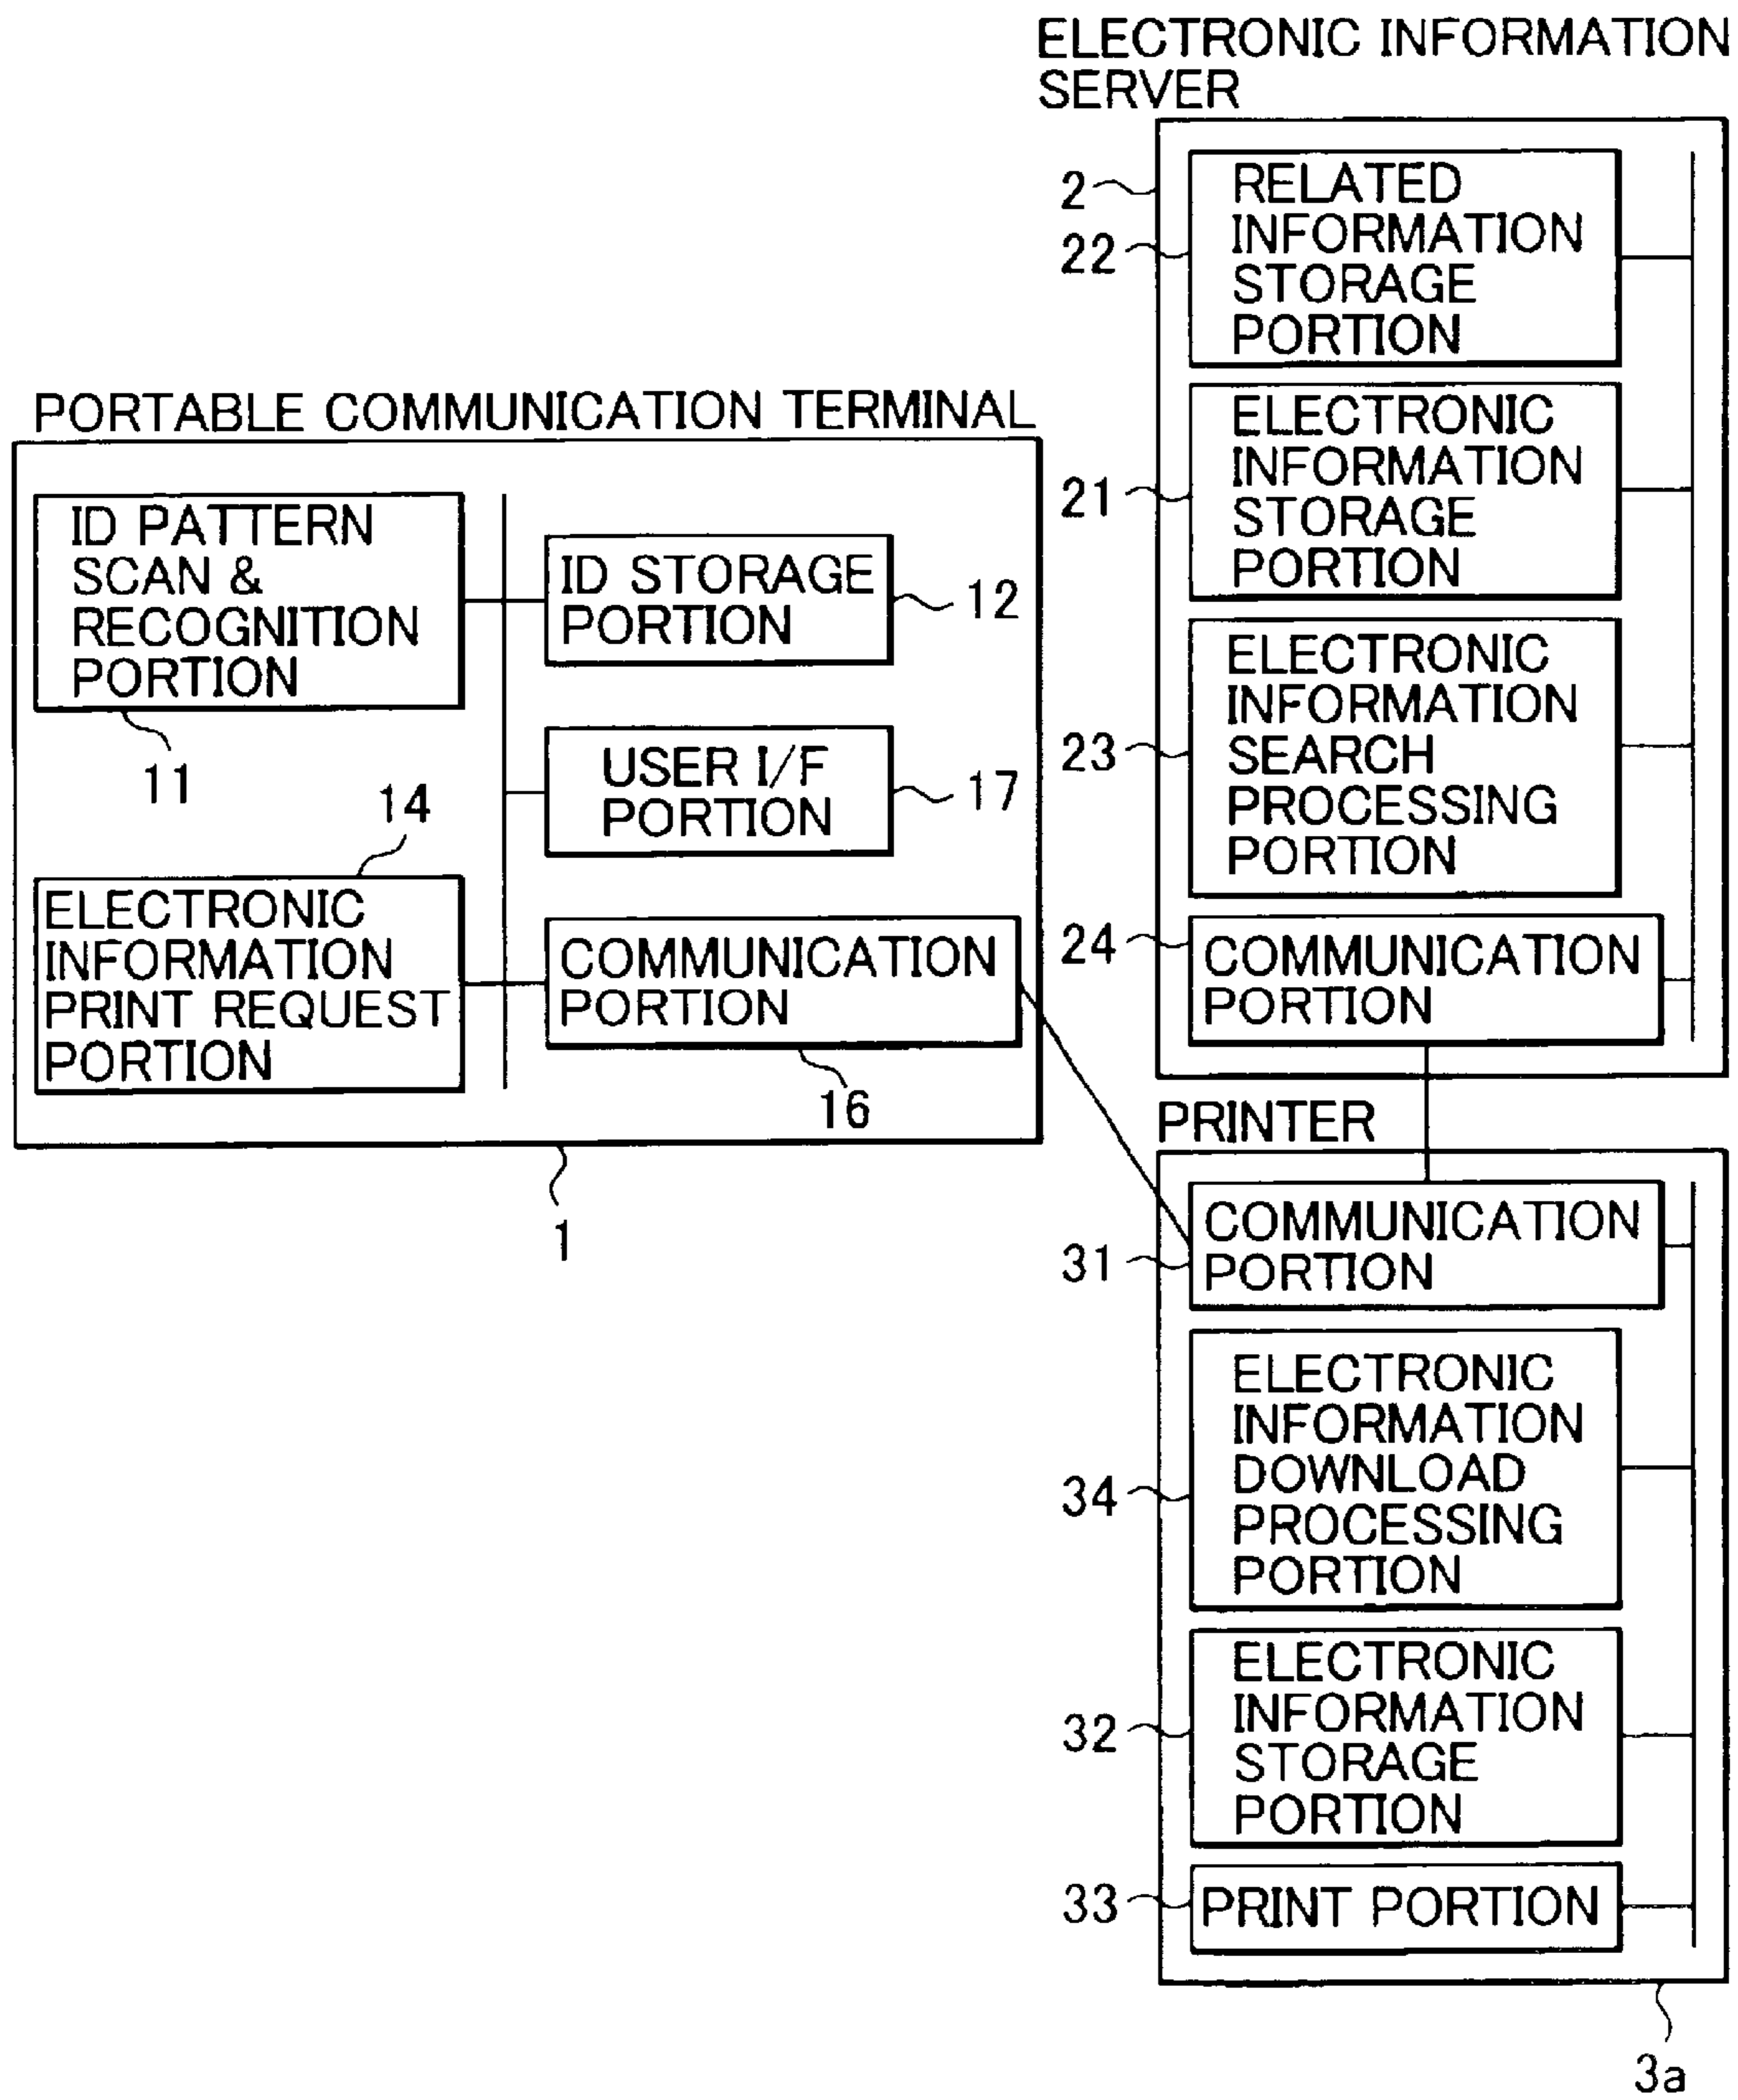 ELECTRONIC INFORMATION
SERVER
2
RELATED
INFORMATION
STORAGE
PORTION
22
ELECTRONIC
INFORMATION
STORAGE
PORTION
21
ELECTRONIC
INFORMATION
SEARCH
PROCESSING
PORTION
23
24
COMMUNICATION
PORTION
PORTABLE COMMUNICATION TERMINAL
ID PATTERN
SCAN &
RECOGNITION
PORTION
11
ID STORAGE
PORTION
12
USER I/F
PORTION
17
14
ELECTRONIC
INFORMATION
PRINT REQUEST
PORTION
COMMUNICATION
PORTION
16
1
PRINTER
COMMUNICATION
PORTION
31
ELECTRONIC
INFORMATION
DOWNLOAD
PROCESSING
PORTION
34
ELECTRONIC
INFORMATION
STORAGE
PORTION
32
33
PRINT PORTION
3a